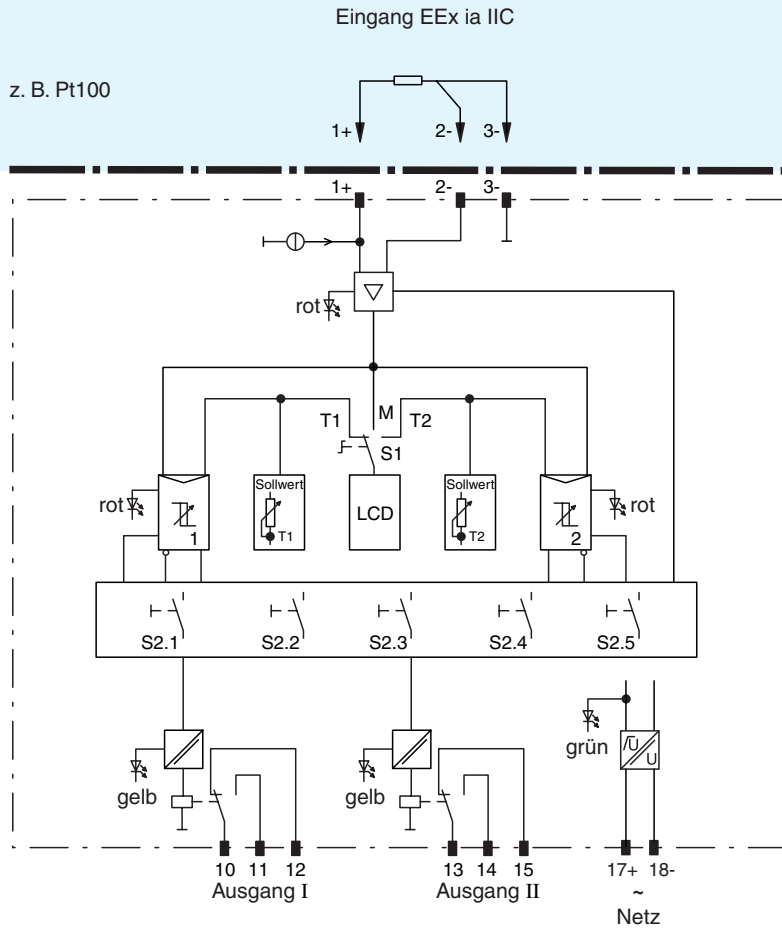 Eingang EEx ia IIC
z. B. Pt100
1+ 2- 3-
1+ 2- 3-
rot
T1 M T2
S1
Sollwert Sollwert
rot LCD rot
1 T1 T2 2
S2.1 S2.2 S2.3 S2.4 S2.5
grün
U
U
gelb gelb
10 11 12 13 14 15 17+ 18-
Ausgang I Ausgang II ~
Netz